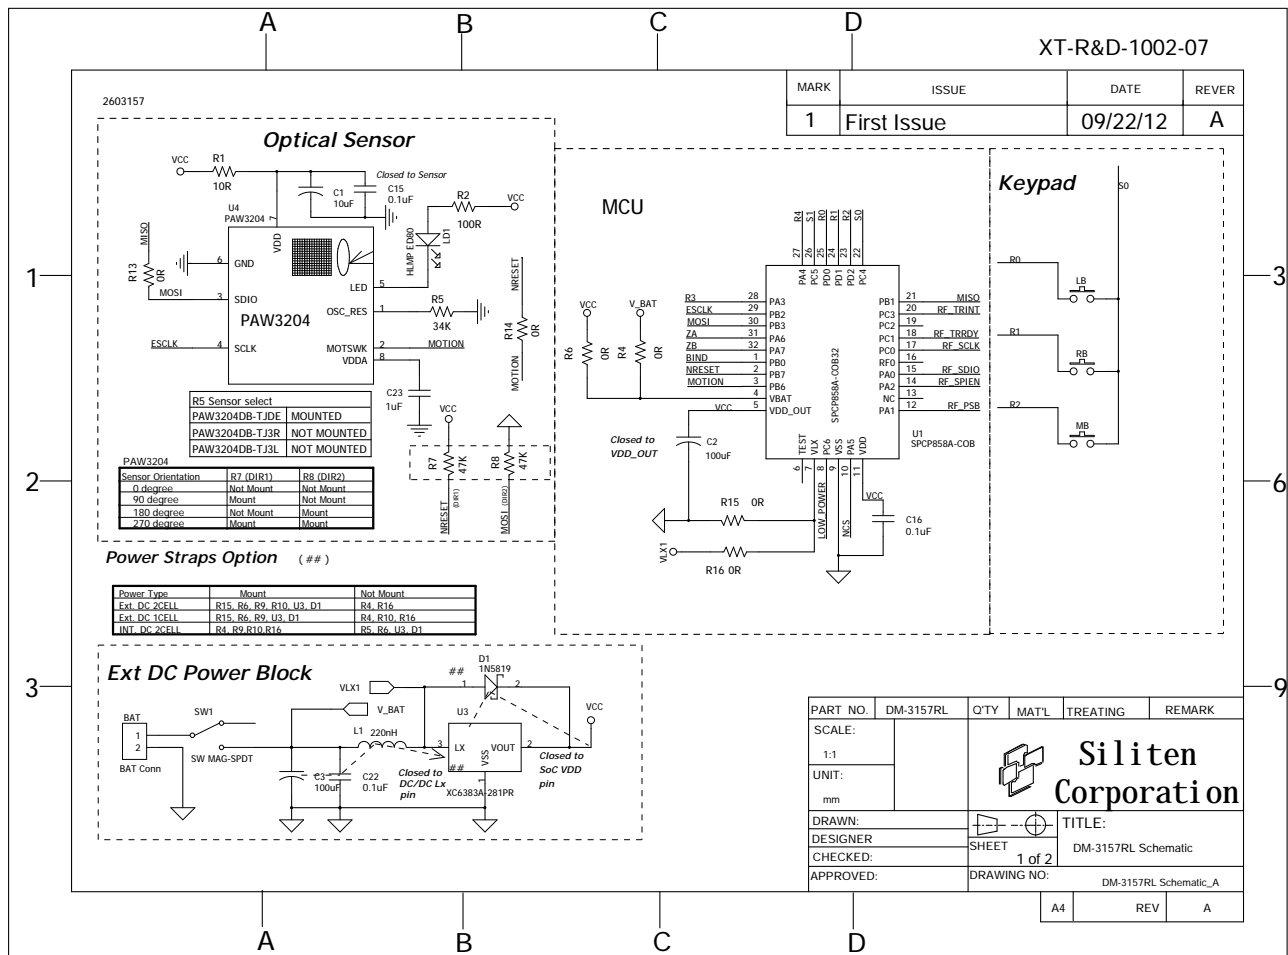 A B C D
XT-R&D-1002-07
MARK ISSUE DATE REVER
1 First Issue 09/22/12 A
2603157
Optical Sensor
VCC R1 10R
C1 10uF
Closed to Sensor
C15 0.1uF
R2 100R VCC
HLMP ED80 LD1
U4
PAW3204
7 VDD
MISO
R13 0R
MOSI
6 GND
3 SDIO
ESCLK 4 SCLK
PAW3204
LED 5
OSC_RES 1
R5 34K
MOTSWK 2 MOTION
VDDA 8
C23 1uF
NRESET
R14 0R
MOTION
R5 Sensor select
PAW3204DB-TJDE MOUNTED
PAW3204DB-TJ3R NOT MOUNTED
PAW3204DB-TJ3L NOT MOUNTED
VCC
R7 47K
R8 47K
NRESET (DIR1)
MOSI (DIR2)
PAW3204
Sensor Orientation R7 (DIR1) R8 (DIR2)
0 degree Not Mount Not Mount
90 degree Mount Not Mount
180 degree Not Mount Mount
270 degree Mount Mount
MCU
R4 S1 R0 R1 R2 S0
27 26 25 24 23 22
PA4 PC5 PD0 PD1 PD2 PC4
R3 28 PA3
ESCLK 29 PB2
MOSI 30 PB3
ZA 31 PA6
ZB 32 PA7
BIND 1 PB0
NRESET 2 PB7
MOTION 3 PB6
4 VBAT
VCC 5 VDD_OUT
VCC V_BAT
R6 0R
R4 0R
SPCP858A-COB32
PB1 21 MISO
PC3 20 RF_TRINT
PC2 19
PC1 18 RF_TRRDY
PC0 17 RF_SCLK
RF0 16
PA0 15 RF_SDIO
PA2 14 RF_SPIEN
NC 13
PA1 12 RF_PSB
U1
SPCP858A-COB
TEST VLX PC6 VSS PA5 VDD
6 7 8 9 10 11
Closed to
VDD_OUT
C2
100uF
LOW_POWER
NCS
VCC
C16
0.1uF
R15 0R
VLX1
R16 0R
Keypad
S0
R0 LB
R1 RB
R2 MB
1 2 3
3 6 9
Power Straps Option (##)
Power Type Mount Not Mount
Ext. DC 2CELL R15, R6, R9, R10, U3, D1 R4, R16
Ext. DC 1CELL R15, R6, R9, U3, D1 R4, R10, R16
INT. DC 2CELL R4, R9,R10,R16 R5, R6, U3, D1
Ext DC Power Block
BAT
1
2
BAT Conn
SW1
SW MAG-SPDT
VLX1
V_BAT
L1 220nH
C3
100uF
C22
0.1uF
## D1
1N5819
1 2
U3
3 LX VOUT 2
VSS
1
##
XC6383A-281PR
VCC
Closed to
DC/DC Lx
pin
Closed to
SoC VDD
pin
PART NO. DM-3157RL Q'TY MAT'L TREATING REMARK
SCALE:
1:1
UNIT:
mm
Siliten
Corporation
DRAWN:
DESIGNER
CHECKED:
APPROVED:
SHEET
1 of 2
TITLE:
DM-3157RL Schematic
DRAWING NO:
DM-3157RL Schematic_A
A4 REV A
A B C D